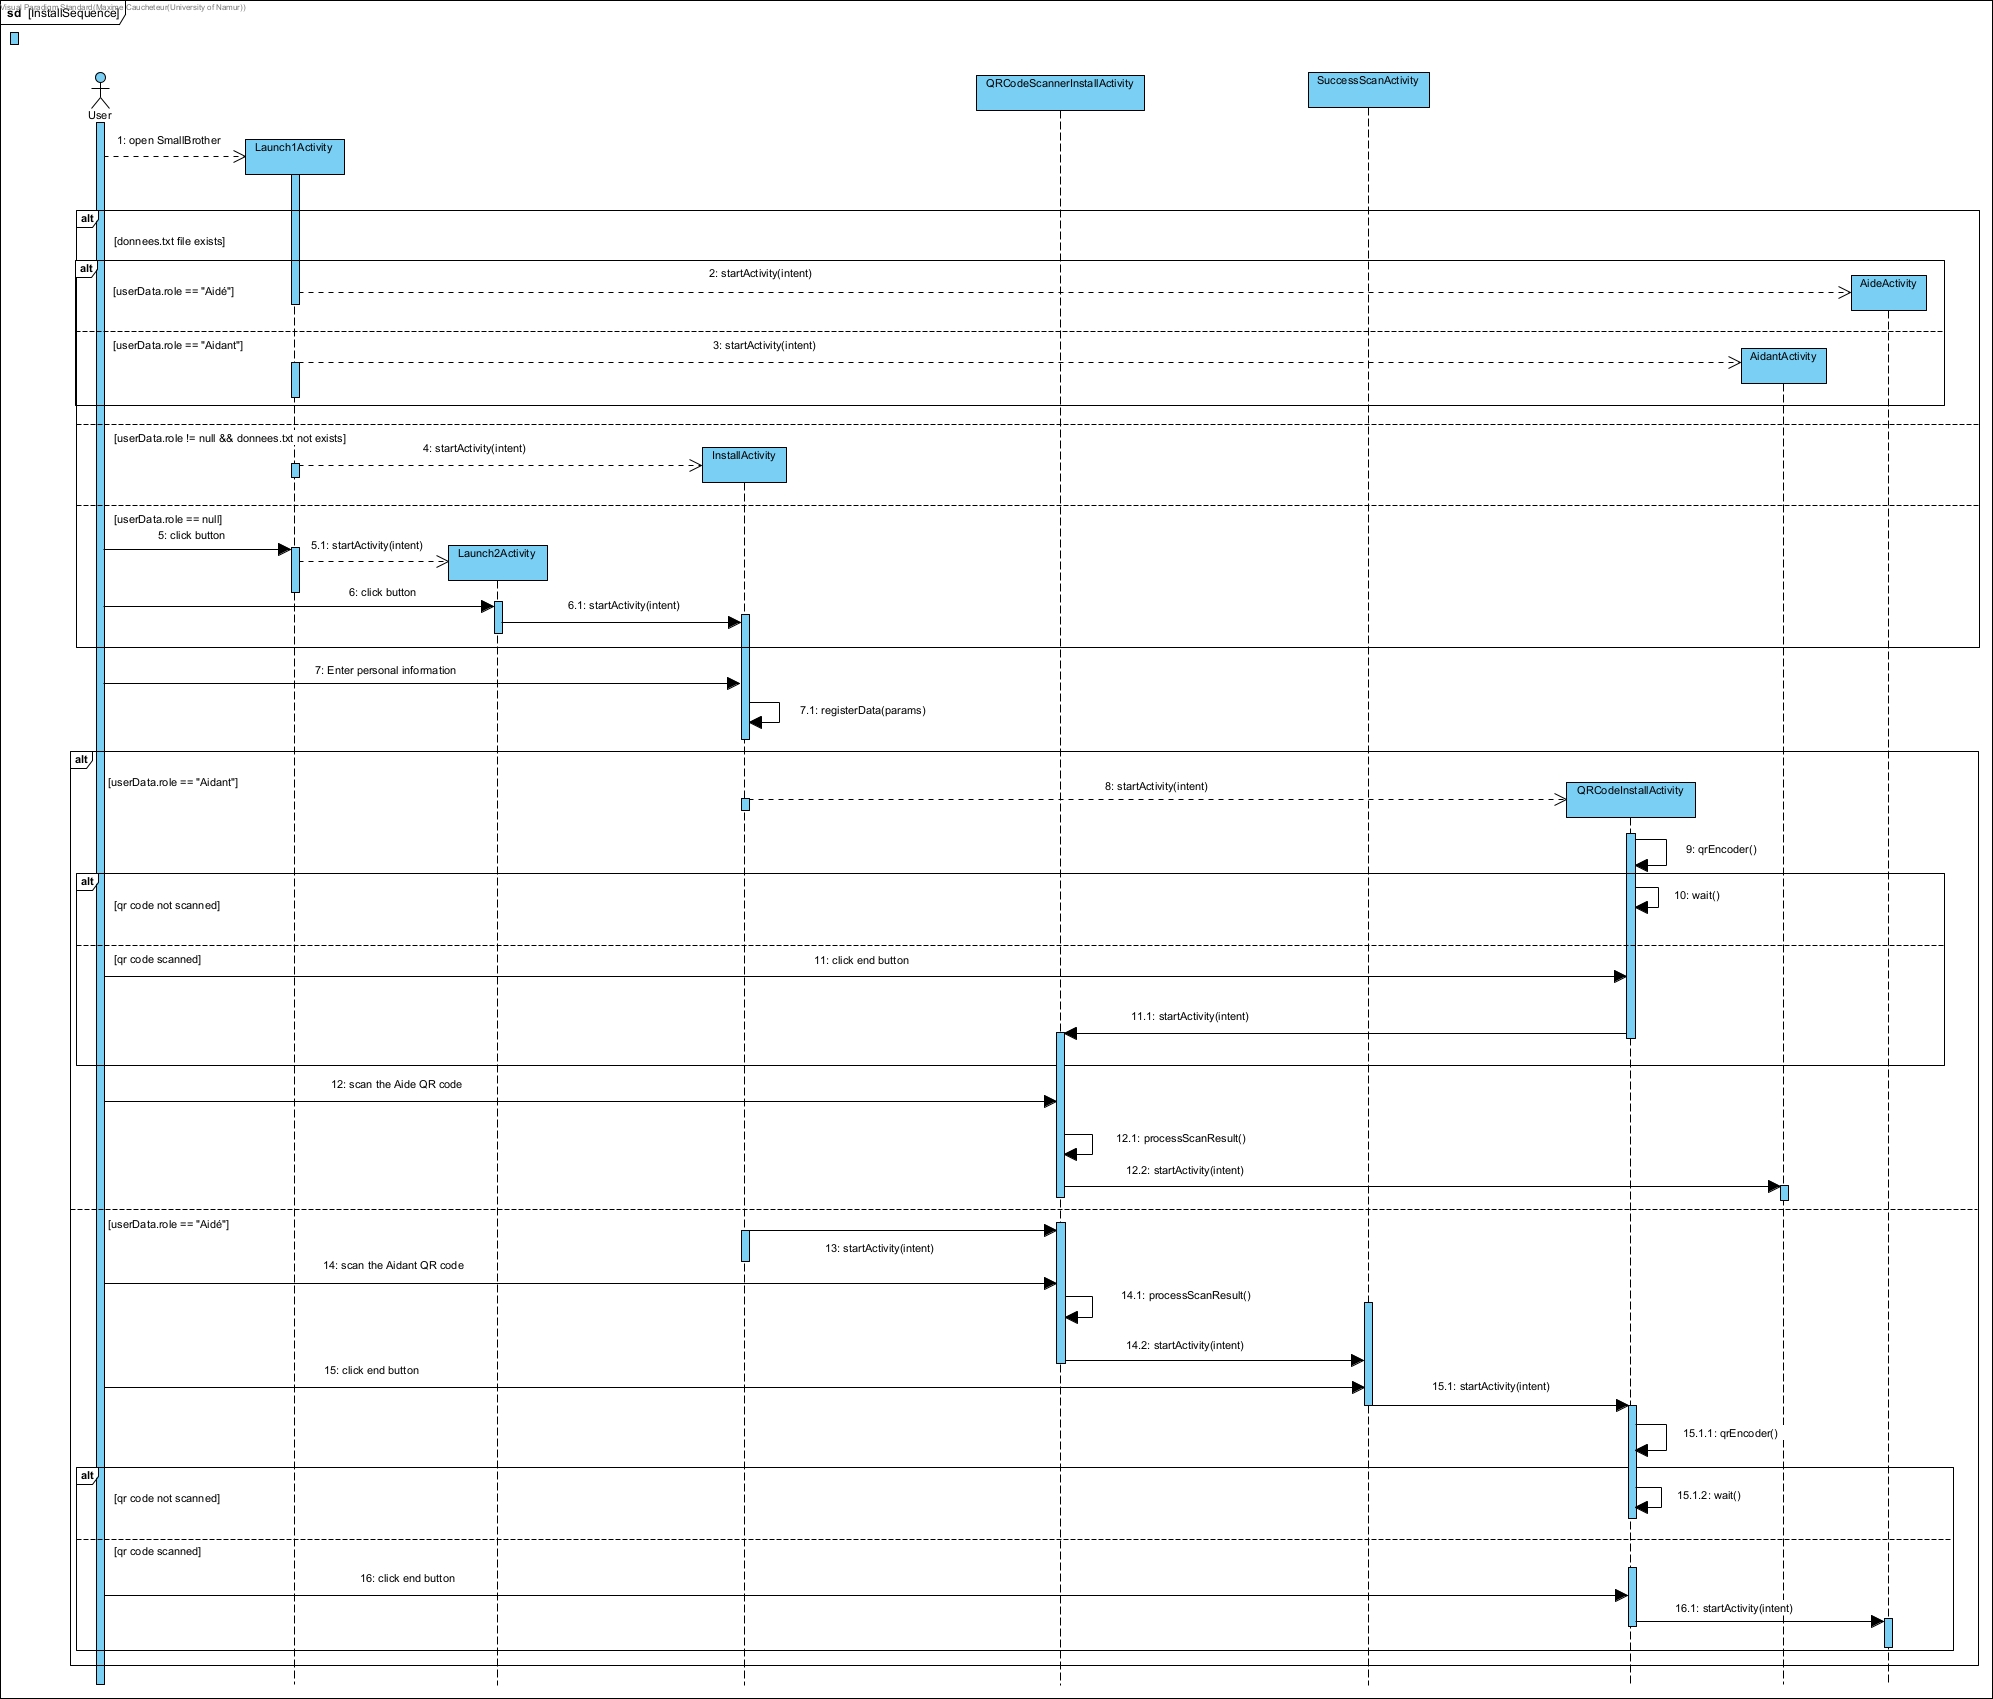 Visual Paradigm Standard(Maxime Caucheteur(University of Namur))
sd [InstallSequence]
User
QRCodeScannerInstallActivity
SuccessScanActivity
1: open SmallBrother
Launch1Activity
alt
[donnees.txt file exists]
alt
2: startActivity(intent)
[userData.role == "Aidé"]
AideActivity
[userData.role == "Aidant"]
3: startActivity(intent)
AidantActivity
[userData.role != null && donnees.txt not exists]
4: startActivity(intent)
InstallActivity
[userData.role == null]
5: click button
5.1: startActivity(intent)
Launch2Activity
6: click button
6.1: startActivity(intent)
7: Enter personal information
7.1: registerData(params)
alt
[userData.role == "Aidant"]
8: startActivity(intent)
QRCodeInstallActivity
9: qrEncoder()
alt
[qr code not scanned]
10: wait()
[qr code scanned]
11: click end button
11.1: startActivity(intent)
12: scan the Aide QR code
12.1: processScanResult()
12.2: startActivity(intent)
[userData.role == "Aidé"]
13: startActivity(intent)
14: scan the Aidant QR code
14.1: processScanResult()
14.2: startActivity(intent)
15: click end button
15.1: startActivity(intent)
15.1.1: qrEncoder()
alt
[qr code not scanned]
15.1.2: wait()
[qr code scanned]
16: click end button
16.1: startActivity(intent)